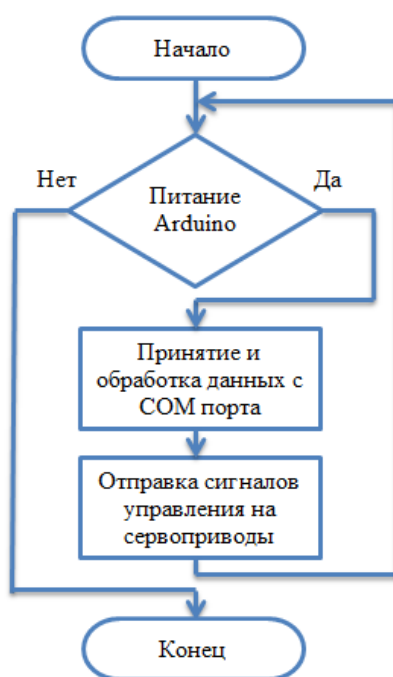 Начало
Нет
Да
Питание
Arduino
Принятие и
обработка данных с
COM порта
Отправка сигналов
управления на
сервоприводы
Конец